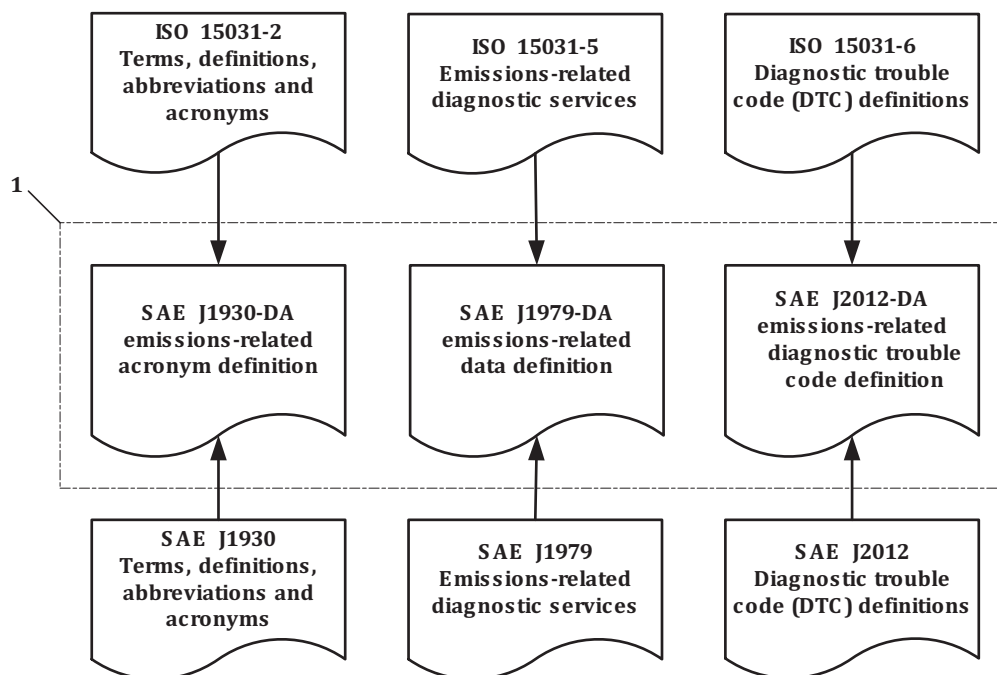 ISO 15031-2
Terms, definitions,
abbreviations and
acronyms
ISO 15031-5
Emissions-related
diagnostic services
ISO 15031-6
Diagnostic trouble
code (DTC) definitions
1
SAE J1930-DA
emissions-related
acronym definition
SAE J1979-DA
emissions-related
data definition
SAE J2012-DA
emissions-related
diagnostic trouble
code definition
SAE J1930
Terms, definitions,
abbreviations and
acronyms
SAE J1979
Emissions-related
diagnostic services
SAE J2012
Diagnostic trouble
code (DTC) definitions